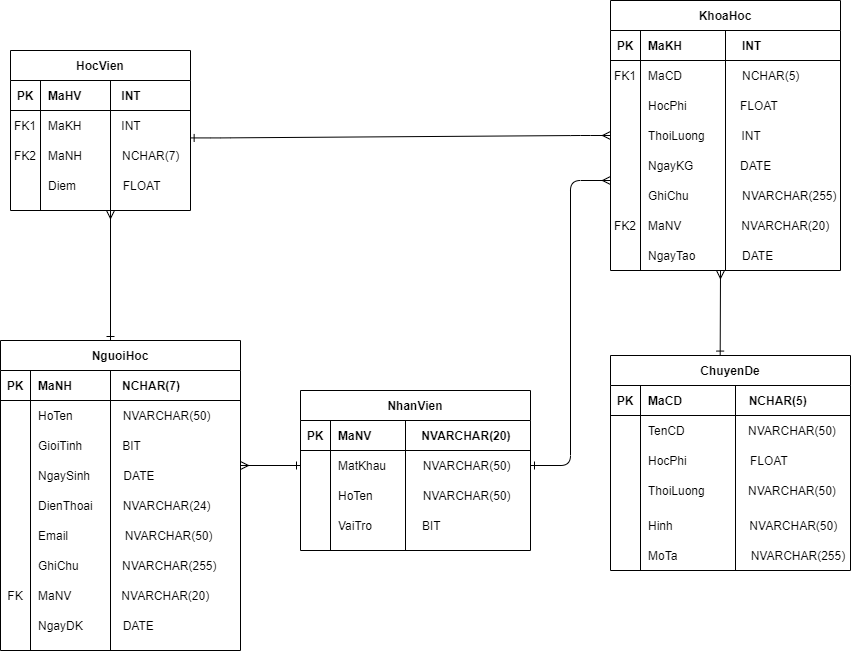 HocVien
PK MaHV INT
FK1 MaKH INT
FK2 MaNH NCHAR(7)
Diem FLOAT
KhoaHoc
PK MaKH INT
FK1 MaCD NCHAR(5)
HocPhi FLOAT
ThoiLuong INT
NgayKG DATE
GhiChu NVARCHAR(255)
FK2 MaNV NVARCHAR(20)
NgayTao DATE
NguoiHoc
PK MaNH NCHAR(7)
HoTen NVARCHAR(50)
GioiTinh BIT
NgaySinh DATE
DienThoai NVARCHAR(24)
Email NVARCHAR(50)
GhiChu NVARCHAR(255)
FK MaNV NVARCHAR(20)
NgayDK DATE
NhanVien
PK MaNV NVARCHAR(20)
MatKhau NVARCHAR(50)
HoTen NVARCHAR(50)
VaiTro BIT
ChuyenDe
PK MaCD NCHAR(5)
TenCD NVARCHAR(50)
HocPhi FLOAT
ThoiLuong NVARCHAR(50)
Hinh NVARCHAR(50)
MoTa NVARCHAR(255)